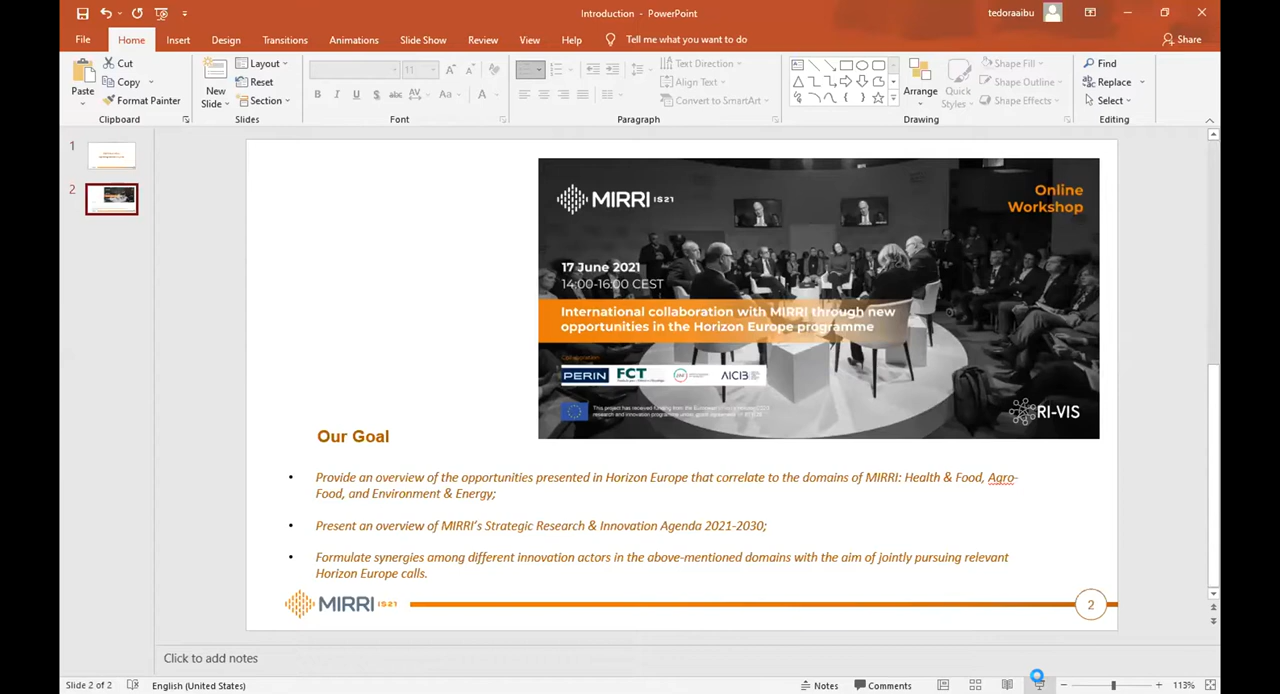 Introduction - PowerPoint
tedoraaibu
File Home Insert Design Transitions Animations Slide Show Review View Help Tell me what you want to do Share
Paste
Cut
Copy
Format Painter
Clipboard
New Slide
Layout
Reset
Section
Slides
11
Font
Text Direction
Align Text
Convert to SmartArt
Paragraph
Arrange
Quick Styles
Shape Fill
Shape Outline
Shape Effects
Drawing
Find
Replace
Select
Editing
1
2
MIRRI IS21
Online
Workshop
17 June 2021
14:00-16:00 CEST
International collaboration with MIRRI through new
opportunities in the Horizon Europe programme
PERIN FCT AICIB
RI-VIS
Our Goal
• Provide an overview of the opportunities presented in Horizon Europe that correlate to the domains of MIRRI: Health & Food, Agro-
Food, and Environment & Energy;
• Present an overview of MIRRI's Strategic Research & Innovation Agenda 2021-2030;
• Formulate synergies among different innovation actors in the above-mentioned domains with the aim of jointly pursuing relevant
Horizon Europe calls.
MIRRI IS21
2
Click to add notes
Slide 2 of 2 English (United States) Notes Comments 113%